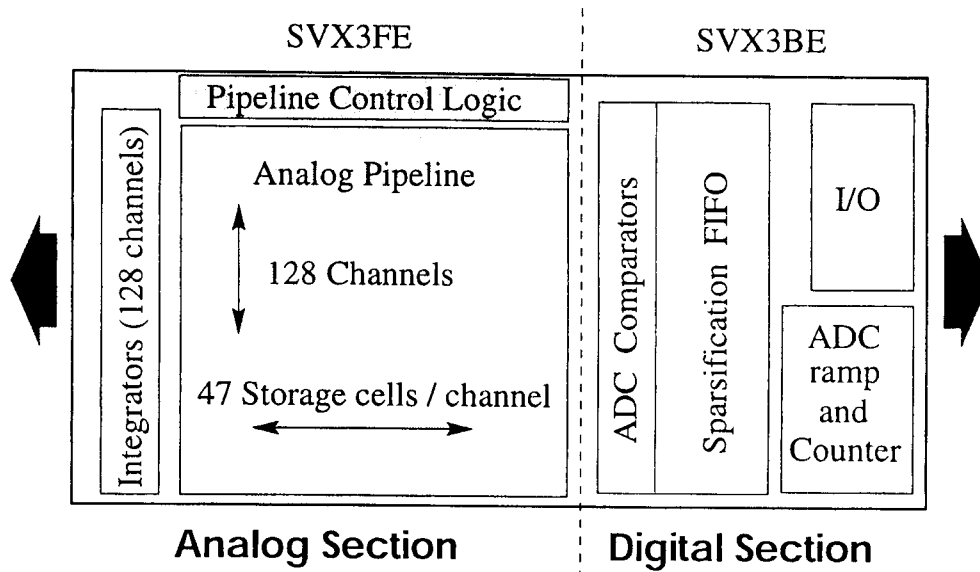 SVX3FE
SVX3BE
Pipeline Control Logic
Integrators (128 channels)
Analog Pipeline
128 Channels
47 Storage cells / channel
ADC Comparators
Sparsification FIFO
I/O
ADC
ramp
and
Counter
Analog Section
Digital Section